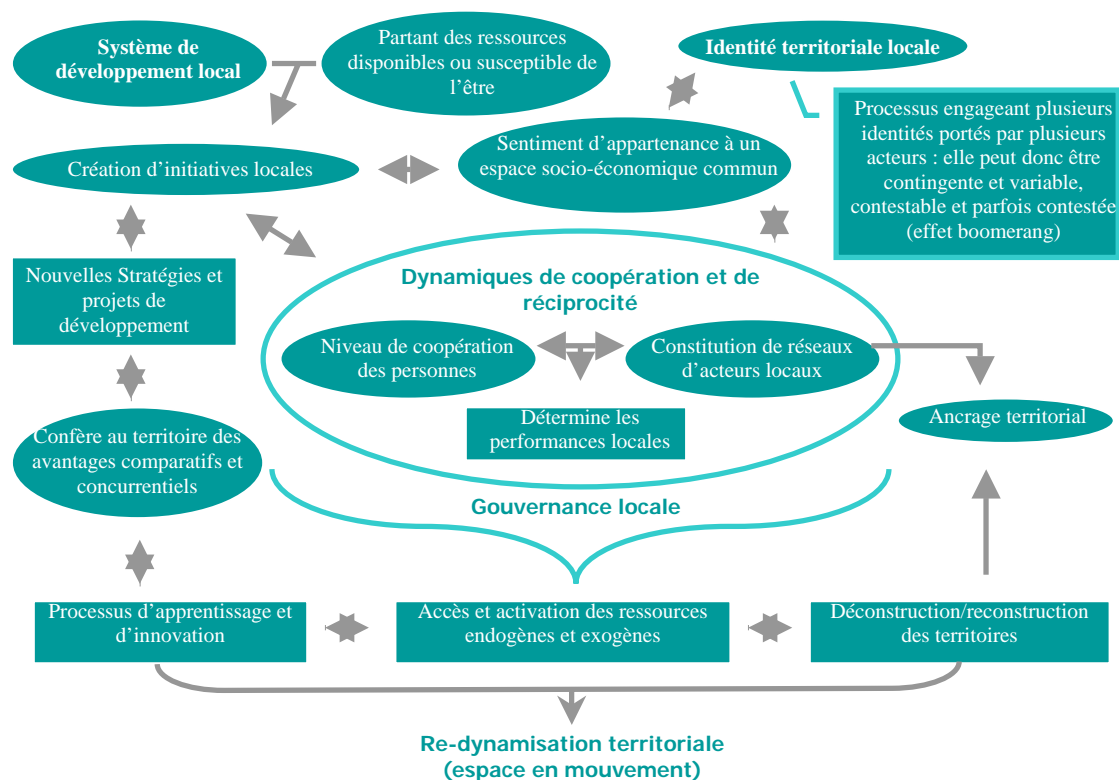 Système de
développement local
Partant des ressources
disponibles ou susceptible de
l'être
Identité territoriale locale
Processus engageant plusieurs
identités portés par plusieurs
acteurs : elle peut donc être
contingente et variable,
contestable et parfois contestée
(effet boomerang)
Création d'initiatives locales
Sentiment d'appartenance à un
espace socio-économique commun
Nouvelles Stratégies et
projets de
développement
Dynamiques de coopération et de
réciprocité
Niveau de coopération
des personnes
Constitution de réseaux
d'acteurs locaux
Détermine les
performances locales
Ancrage territorial
Confère au territoire des
avantages comparatifs et
concurrentiels
Gouvernance locale
Processus d'apprentissage et
d'innovation
Accès et activation des ressources
endogènes et exogènes
Déconstruction/reconstruction
des territoires
Re-dynamisation territoriale
(espace en mouvement)